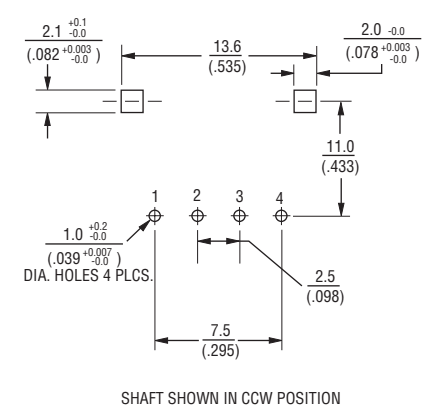 2.1 +0.1 -0.0
(.082 +0.003 -0.0 )
13.6
(.535)
2.0 -0.0
(.078 +0.003 -0.0 )
11.0
(.433)
1 2 3 4
1.0 +0.2 -0.0
(.039 +0.007 -0.0 )
DIA. HOLES 4 PLCS.
2.5
(.098)
7.5
(.295)
SHAFT SHOWN IN CCW POSITION